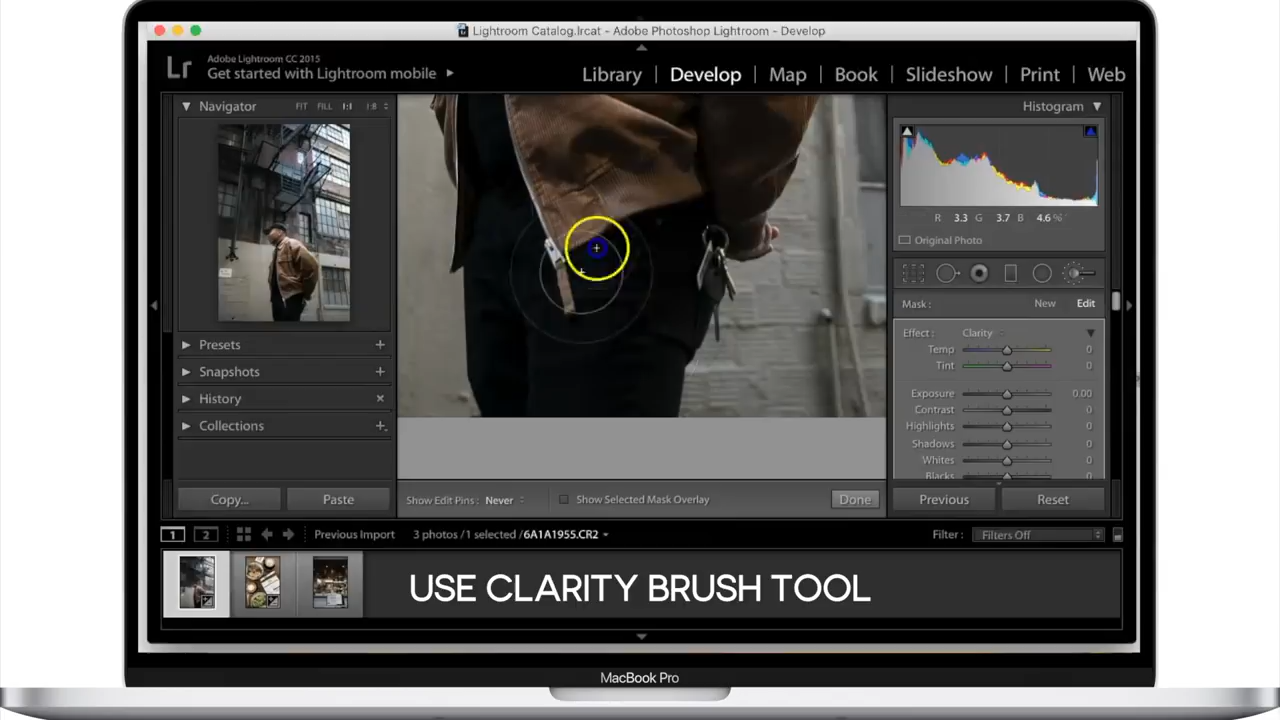 Lightroom Catalog.lrcat - Adobe Photoshop Lightroom - Develop
Lr
Adobe Lightroom CC 2015
Get started with Lightroom mobile
Library | Develop | Map | Book | Slideshow | Print | Web
Navigator FIT FILL 1:1 1:8
Histogram
R 3.3 G 3.7 B 4.6 %
Original Photo
Mask : New Edit
Effect : Clarity
Temp 0
Tint 0
Exposure 0.00
Contrast 0
Highlights 0
Shadows 0
Whites 0
Blacks
Presets
Snapshots
History
Collections
Copy... Paste
Show Edit Pins : Never Show Selected Mask Overlay Done
Previous Reset
1 2 Previous Import 3 photos /1 selected /6A1A1955.CR2 Filter : Filters Off
USE CLARITY BRUSH TOOL
MacBook Pro